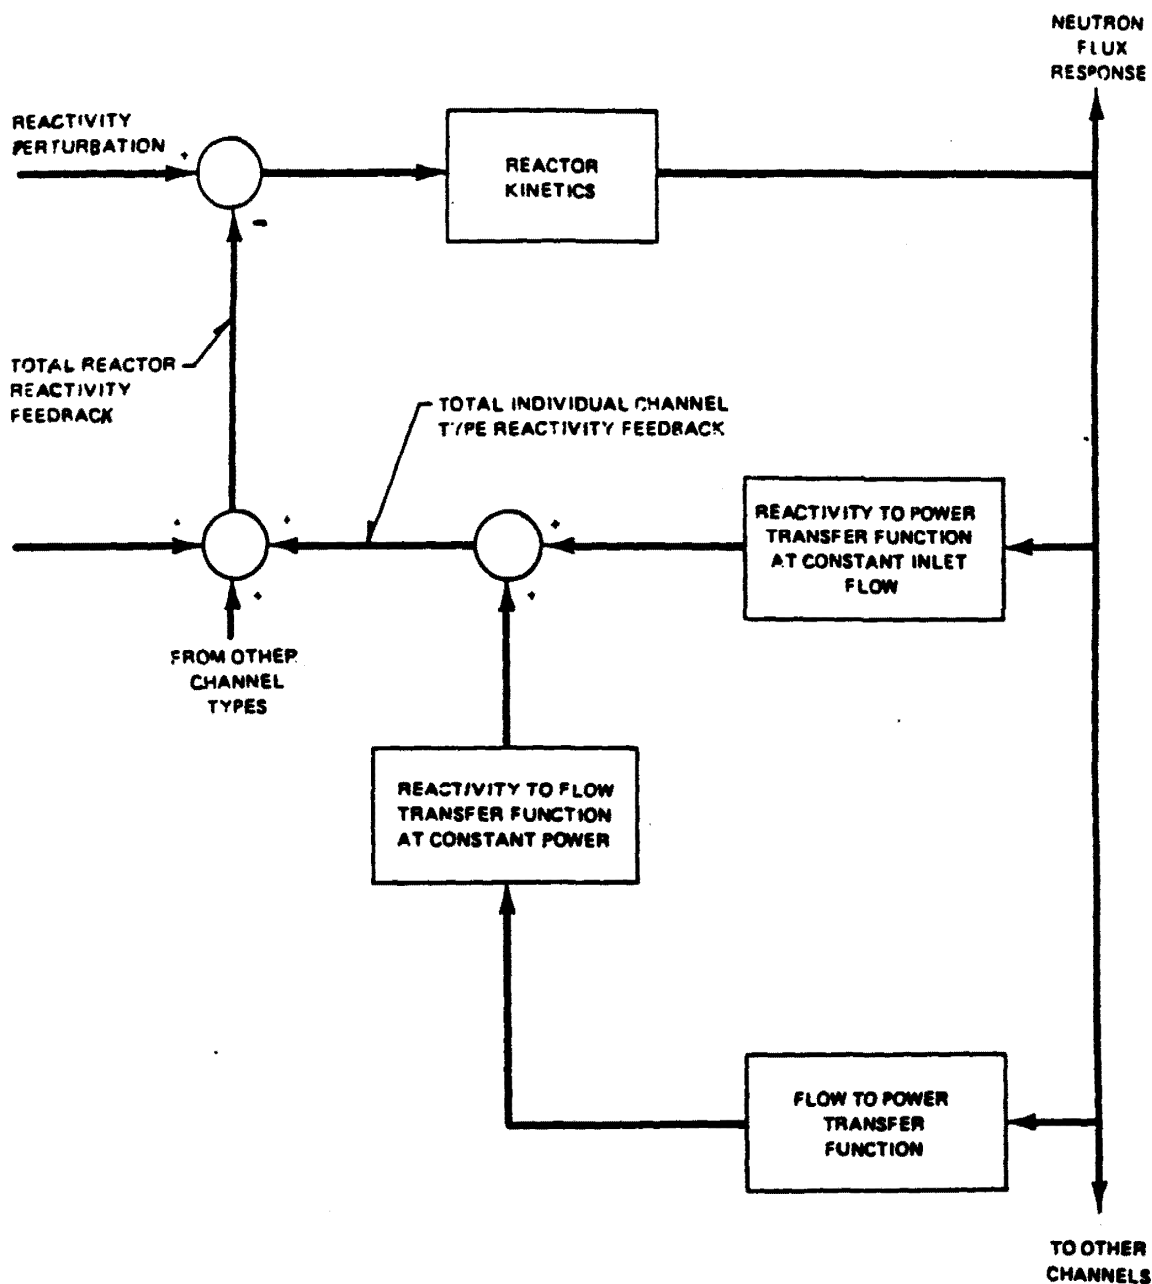 NEUTRON
FLUX
RESPONSE
REACTIVITY
PERTURBATION
+
REACTOR
KINETICS
-
TOTAL REACTOR
REACTIVITY
FEEDBACK
TOTAL INDIVIDUAL CHANNEL
TYPE REACTIVITY FEEDBACK
+
+
+
REACTIVITY TO POWER
TRANSFER FUNCTION
AT CONSTANT INLET
FLOW
+
+
FROM OTHER
CHANNEL
TYPES
REACTIVITY TO FLOW
TRANSFER FUNCTION
AT CONSTANT POWER
FLOW TO POWER
TRANSFER
FUNCTION
TO OTHER
CHANNELS